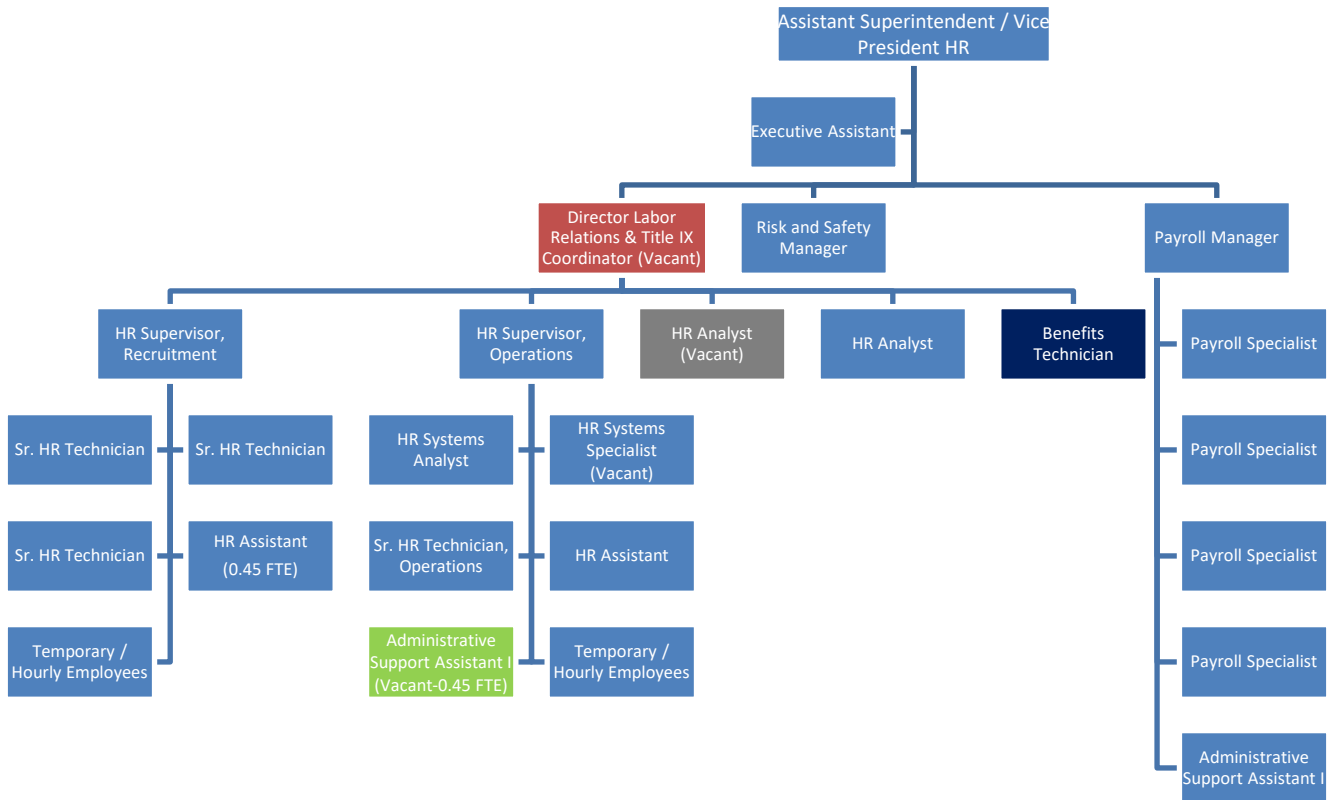 Assistant Superintendent / Vice
President HR
Executive Assistant
Director Labor
Relations & Title IX
Coordinator (Vacant)
Risk and Safety
Manager
Payroll Manager
HR Supervisor,
Recruitment
HR Supervisor,
Operations
HR Analyst
(Vacant)
HR Analyst
Benefits
Technician
Payroll Specialist
Sr. HR Technician
Sr. HR Technician
HR Systems
Analyst
HR Systems
Specialist
(Vacant)
Payroll Specialist
Sr. HR Technician
HR Assistant
(0.45 FTE)
Sr. HR Technician,
Operations
HR Assistant
Payroll Specialist
Temporary /
Hourly Employees
Administrative
Support Assistant I
(Vacant-0.45 FTE)
Temporary /
Hourly Employees
Payroll Specialist
Administrative
Support Assistant I